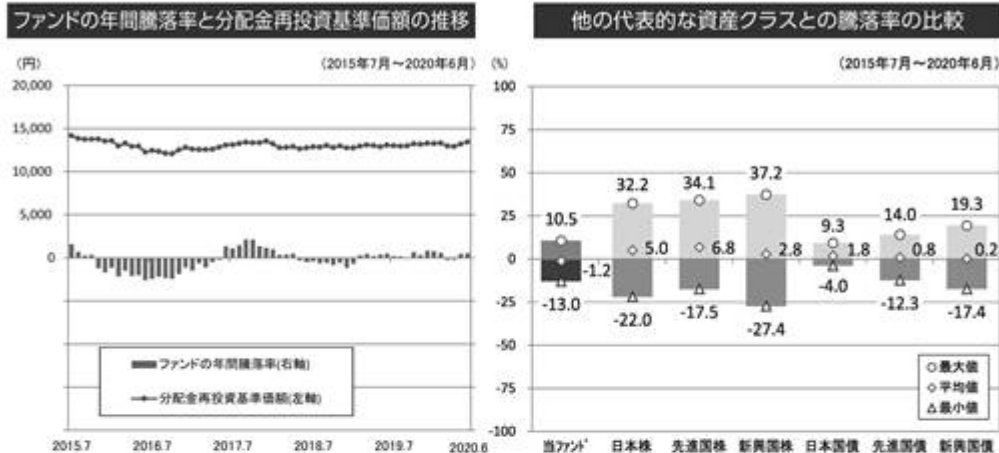 ファンドの年間騰落率と分配金再投資基準価額の推移
(円)
(2015年7月～2020年6月)
20,000
15,000
10,000
5,000
0
ファンドの年間騰落率(右軸)
分配金再投資基準価額(左軸)
2015.7 2016.7 2017.7 2018.7 2019.7 2020.6
他の代表的な資産クラスとの騰落率の比較
(%)
(2015年7月～2020年6月)
100
75
50
25
0
-25
-50
-75
-100
10.5 32.2 34.1 37.2 9.3 14.0 19.3
-1.2 5.0 6.8 2.8 1.8 0.8 0.2
-13.0 -22.0 -17.5 -27.4 -4.0 -12.3 -17.4
○最大値
◇平均値
△最小値
当ファンド 日本株 先進国株 新興国株 日本国債 先進国債 新興国債